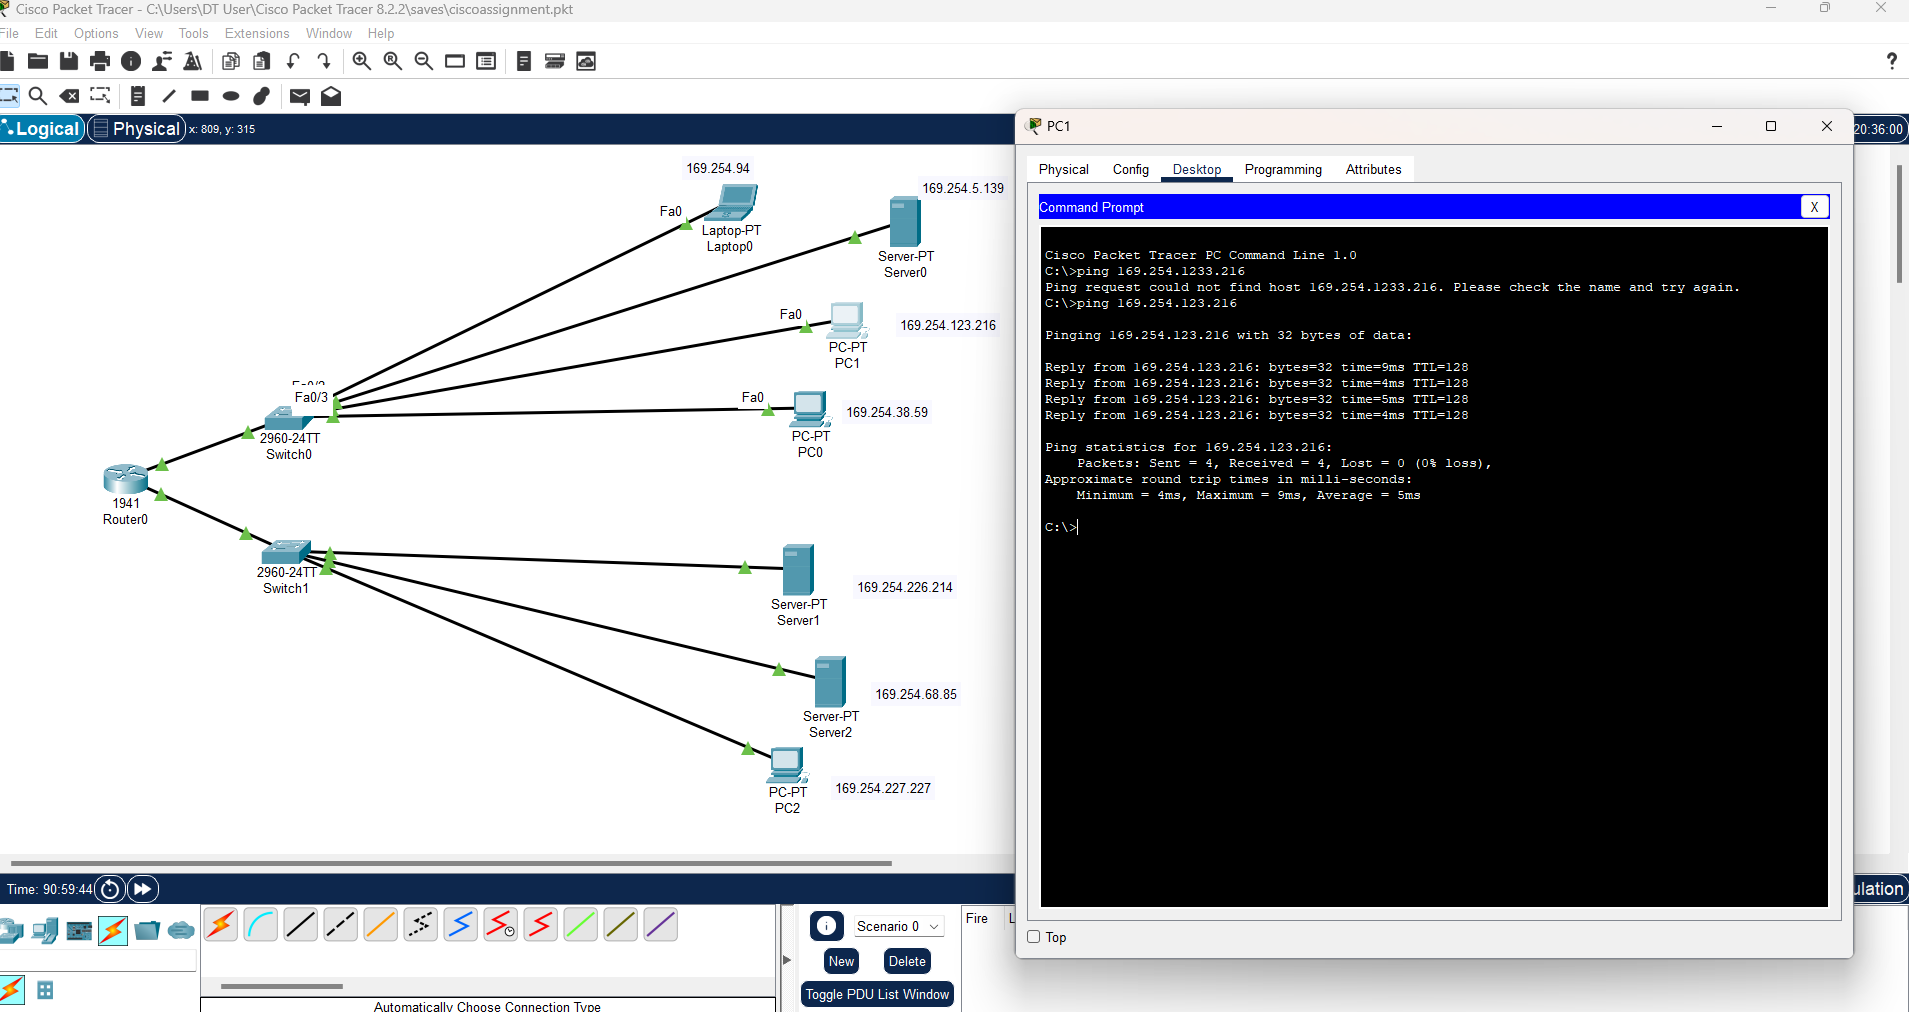 Cisco Packet Tracer - C:\Users\DT User\Cisco Packet Tracer 8.2.2\saves\ciscoassignment.pkt
File Edit Options View Tools Extensions Window Help
Logical Physical x: 809, y: 315
20:36:00
169.254.94
Fa0
Laptop-PT
Laptop0
169.254.5.139
Server-PT
Server0
Fa0
169.254.123.216
PC-PT
PC1
Fa0/3
Fa0
169.254.38.59
PC-PT
PC0
2960-24TT
Switch0
1941
Router0
2960-24TT
Switch1
169.254.226.214
Server-PT
Server1
169.254.68.85
Server-PT
Server2
169.254.227.227
PC-PT
PC2
PC1
Physical Config Desktop Programming Attributes
Command Prompt
X
Cisco Packet Tracer PC Command Line 1.0
C:\>ping 169.254.1233.216
Ping request could not find host 169.254.1233.216. Please check the name and try again.
C:\>ping 169.254.123.216
Pinging 169.254.123.216 with 32 bytes of data:
Reply from 169.254.123.216: bytes=32 time=9ms TTL=128
Reply from 169.254.123.216: bytes=32 time=4ms TTL=128
Reply from 169.254.123.216: bytes=32 time=5ms TTL=128
Reply from 169.254.123.216: bytes=32 time=4ms TTL=128
Ping statistics for 169.254.123.216:
Packets: Sent = 4, Received = 4, Lost = 0 (0% loss),
Approximate round trip times in milli-seconds:
Minimum = 4ms, Maximum = 9ms, Average = 5ms
C:\>
Top
Time: 90:59:44
ulation
Scenario 0
Fire L
New Delete
Toggle PDU List Window
Automatically Choose Connection Type